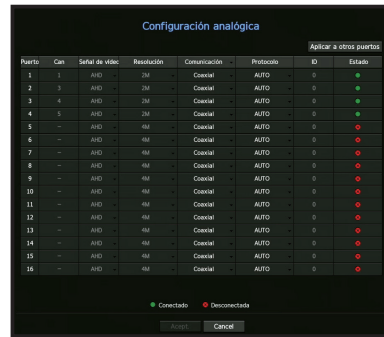 Configuración analógica
Aplicar a otros puertos
Puerto Can Señal de videc Resolución Comunicación Protocolo ID Estado
1 1 AHD 2M Coaxial AUTO 0
2 3 AHD 2M Coaxial AUTO 0
3 4 AHD 2M Coaxial AUTO 0
4 5 AHD 2M Coaxial AUTO 0
5 -- AHD 4M Coaxial AUTO 0
6 -- AHD 4M Coaxial AUTO 0
7 -- AHD 4M Coaxial AUTO 0
8 -- AHD 4M Coaxial AUTO 0
9 -- AHD 4M Coaxial AUTO 0
10 -- AHD 4M Coaxial AUTO 0
11 -- AHD 4M Coaxial AUTO 0
12 -- AHD 4M Coaxial AUTO 0
13 -- AHD 4M Coaxial AUTO 0
14 -- AHD 4M Coaxial AUTO 0
15 -- AHD 4M Coaxial AUTO 0
16 -- AHD 4M Coaxial AUTO 0
Conectado Desconectada
Acept. Cancel